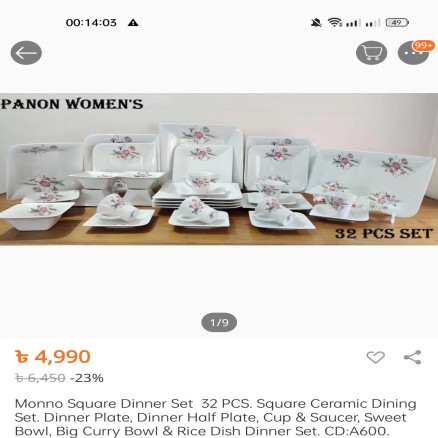 00:14:03
49
99+
PANON WOMEN'S
32 PCS SET
1/9
৳ 4,990
৳ 6,450 -23%
Monno Square Dinner Set 32 PCS. Square Ceramic Dining
Set. Dinner Plate, Dinner Half Plate, Cup & Saucer, Sweet
Bowl, Big Curry Bowl & Rice Dish Dinner Set. CD:A600.